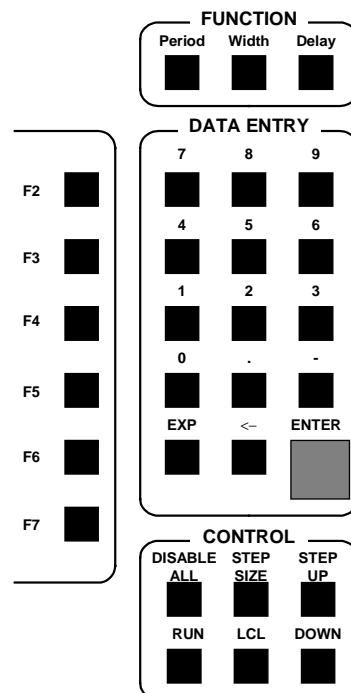 FUNCTION
Period Width Delay
DATA ENTRY
7 8 9
4 5 6
1 2 3
0 . -
EXP <– ENTER
F2
F3
F4
F5
F6
F7
CONTROL
DISABLE ALL STEP SIZE STEP UP
RUN LCL DOWN